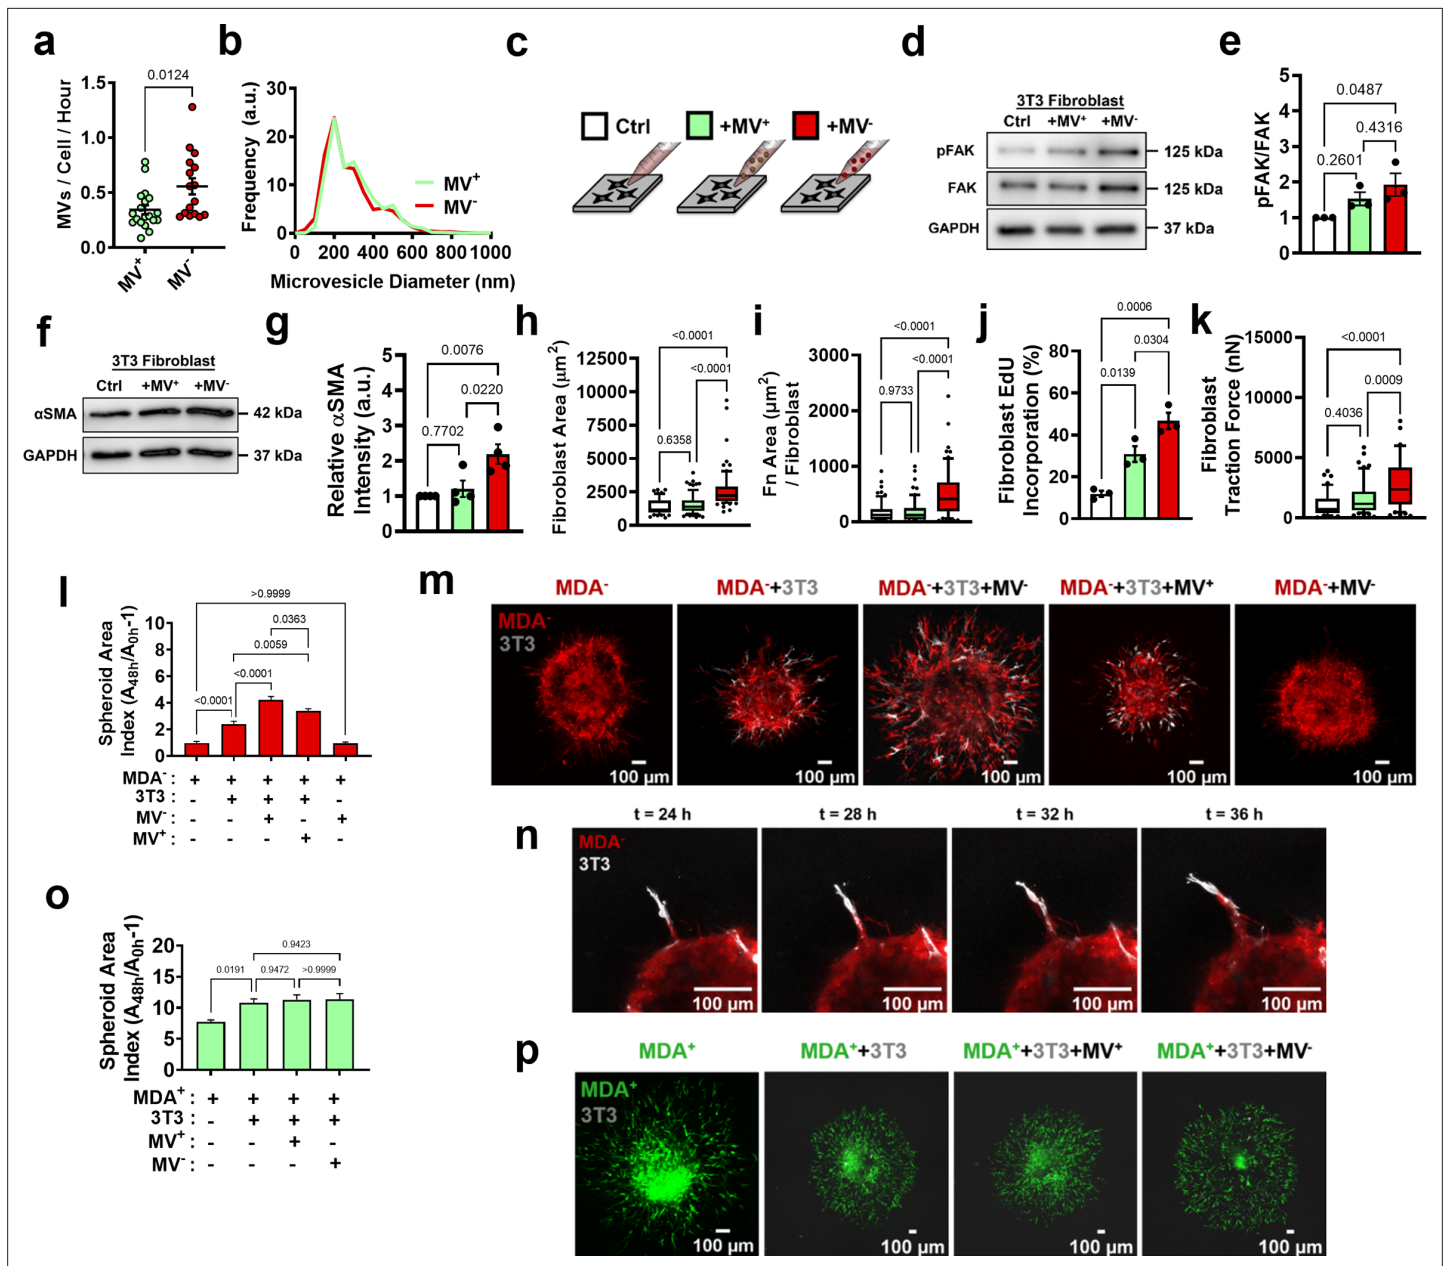 a
MVs / Cell / Hour
1.5
1.0
0.5
0.0
0.0124
MV+
MV-
b
Frequency (a.u.)
30
20
10
0
0 200 400 600 800 1000
Microvesicle Diameter (nm)
MV+
MV-
c
Ctrl
+MV+
+MV-
d
3T3 Fibroblast
Ctrl +MV+ +MV-
pFAK 125 kDa
FAK 125 kDa
GAPDH 37 kDa
e
pFAK/FAK
5
4
3
2
1
0
0.0487
0.4316
0.2601
f
3T3 Fibroblast
Ctrl +MV+ +MV-
αSMA 42 kDa
GAPDH 37 kDa
g
Relative αSMA
Intensity (a.u.)
5
4
3
2
1
0
0.0076
0.0220
0.7702
h
Fibroblast Area (μm²)
12500
10000
7500
5000
2500
0
<0.0001
<0.0001
0.6358
i
Fn Area (μm²)
/ Fibroblast
3000
2000
1000
0
<0.0001
<0.0001
0.9733
j
Fibroblast EdU
Incorporation (%)
80
60
40
20
0
0.0006
0.0304
0.0139
k
Fibroblast
Traction Force (nN)
15000
10000
5000
0
<0.0001
0.0009
0.4036
l
Spheroid Area
Index (A48h/A0h-1)
10
8
6
4
2
0
>0.9999
0.0363
0.0059
<0.0001
<0.0001
MDA- : + + + + +
3T3 : - + + + -
MV- : - - + - +
MV+ : - - - + -
m
MDA-
MDA-+3T3
MDA-+3T3+MV-
MDA-+3T3+MV+
MDA-+MV-
MDA-
3T3
100 μm
100 μm
100 μm
100 μm
100 μm
n
t = 24 h
t = 28 h
t = 32 h
t = 36 h
MDA-
3T3
100 μm
100 μm
100 μm
100 μm
o
Spheroid Area
Index (A48h/A0h-1)
20
15
10
5
0
0.9423
0.0191
0.9472
>0.9999
MDA+ : + + + +
3T3 : - + + +
MV+ : - - + -
MV- : - - - +
p
MDA+
MDA++3T3
MDA++3T3+MV+
MDA++3T3+MV-
MDA+
3T3
100 μm
100 μm
100 μm
100 μm